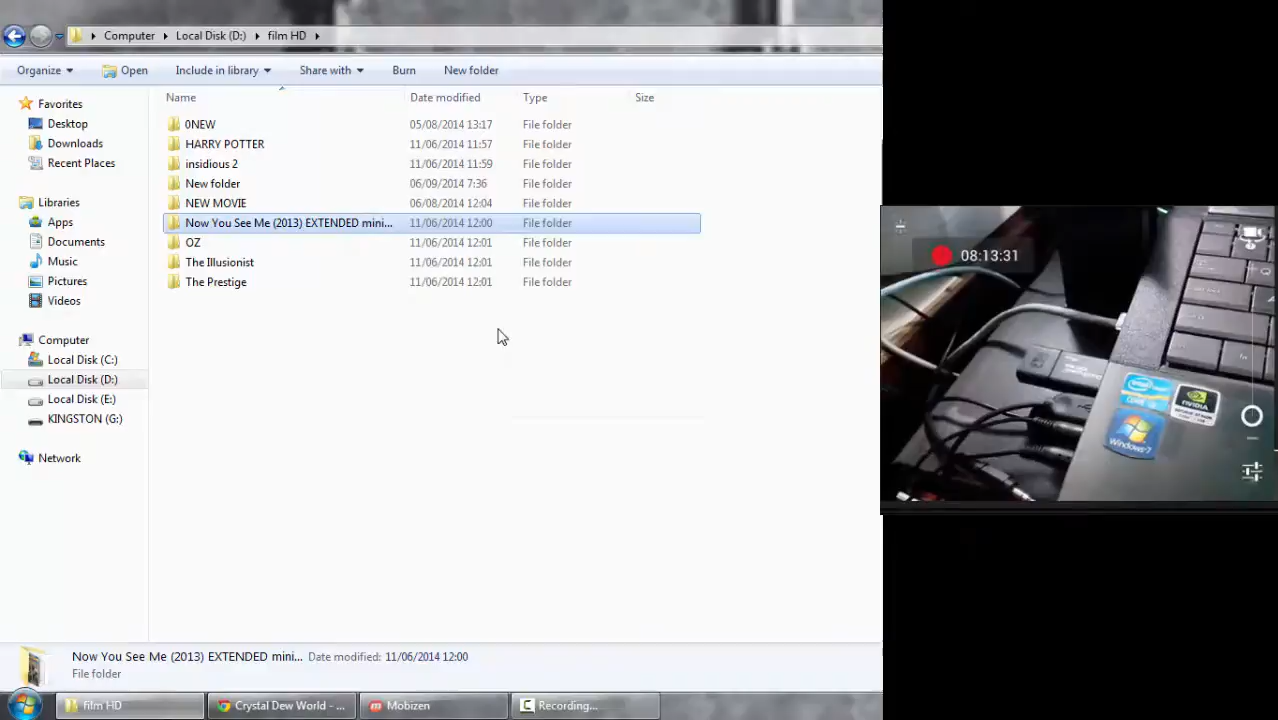 Computer Local Disk (D:) film HD
Organize Open Include in library Share with Burn New folder
Name Date modified Type Size
Favorites
Desktop
Downloads
Recent Places
Libraries
Apps
Documents
Music
Pictures
Videos
Computer
Local Disk (C:)
Local Disk (D:)
Local Disk (E:)
KINGSTON (G:)
Network
0NEW 05/08/2014 13:17 File folder
HARRY POTTER 11/06/2014 11:57 File folder
insidious 2 11/06/2014 11:59 File folder
New folder 06/09/2014 7:36 File folder
NEW MOVIE 06/08/2014 12:04 File folder
Now You See Me (2013) EXTENDED mini... 11/06/2014 12:00 File folder
OZ 11/06/2014 12:01 File folder
The Illusionist 11/06/2014 12:01 File folder
The Prestige 11/06/2014 12:01 File folder
08:13:31
intel
NVIDIA
Windows 7
Now You See Me (2013) EXTENDED mini... Date modified: 11/06/2014 12:00
File folder
film HD Crystal Dew World - ... Mobizen Recording...